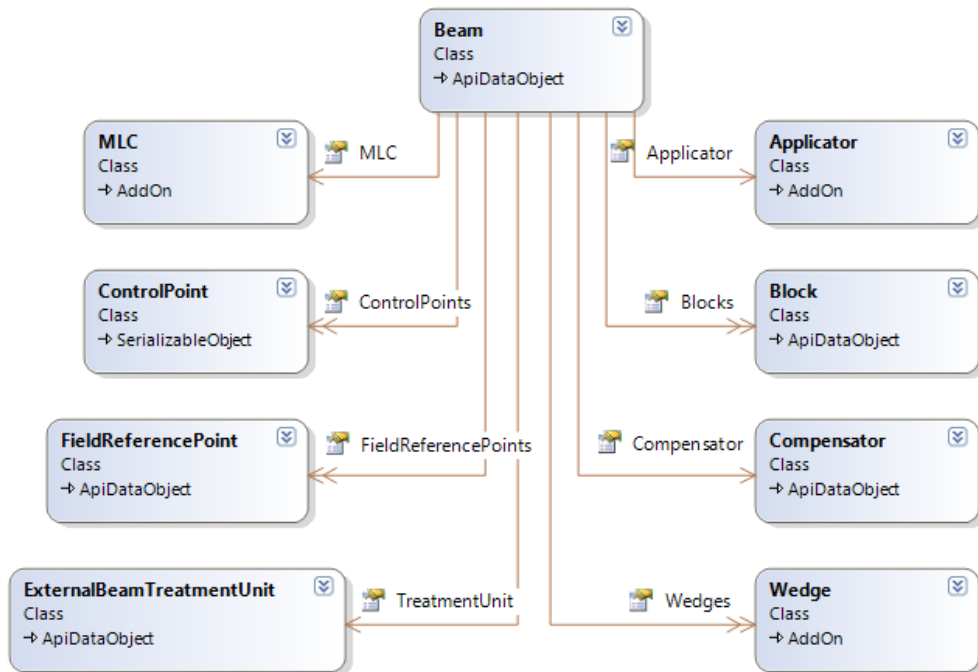 Beam
Class
ApiDataObject
MLC
Class
AddOn
MLC
Applicator
Applicator
Class
AddOn
ControlPoint
Class
SerializableObject
ControlPoints
Blocks
Block
Class
ApiDataObject
FieldReferencePoint
Class
ApiDataObject
FieldReferencePoints
Compensator
Compensator
Class
ApiDataObject
ExternalBeamTreatmentUnit
Class
ApiDataObject
TreatmentUnit
Wedges
Wedge
Class
AddOn